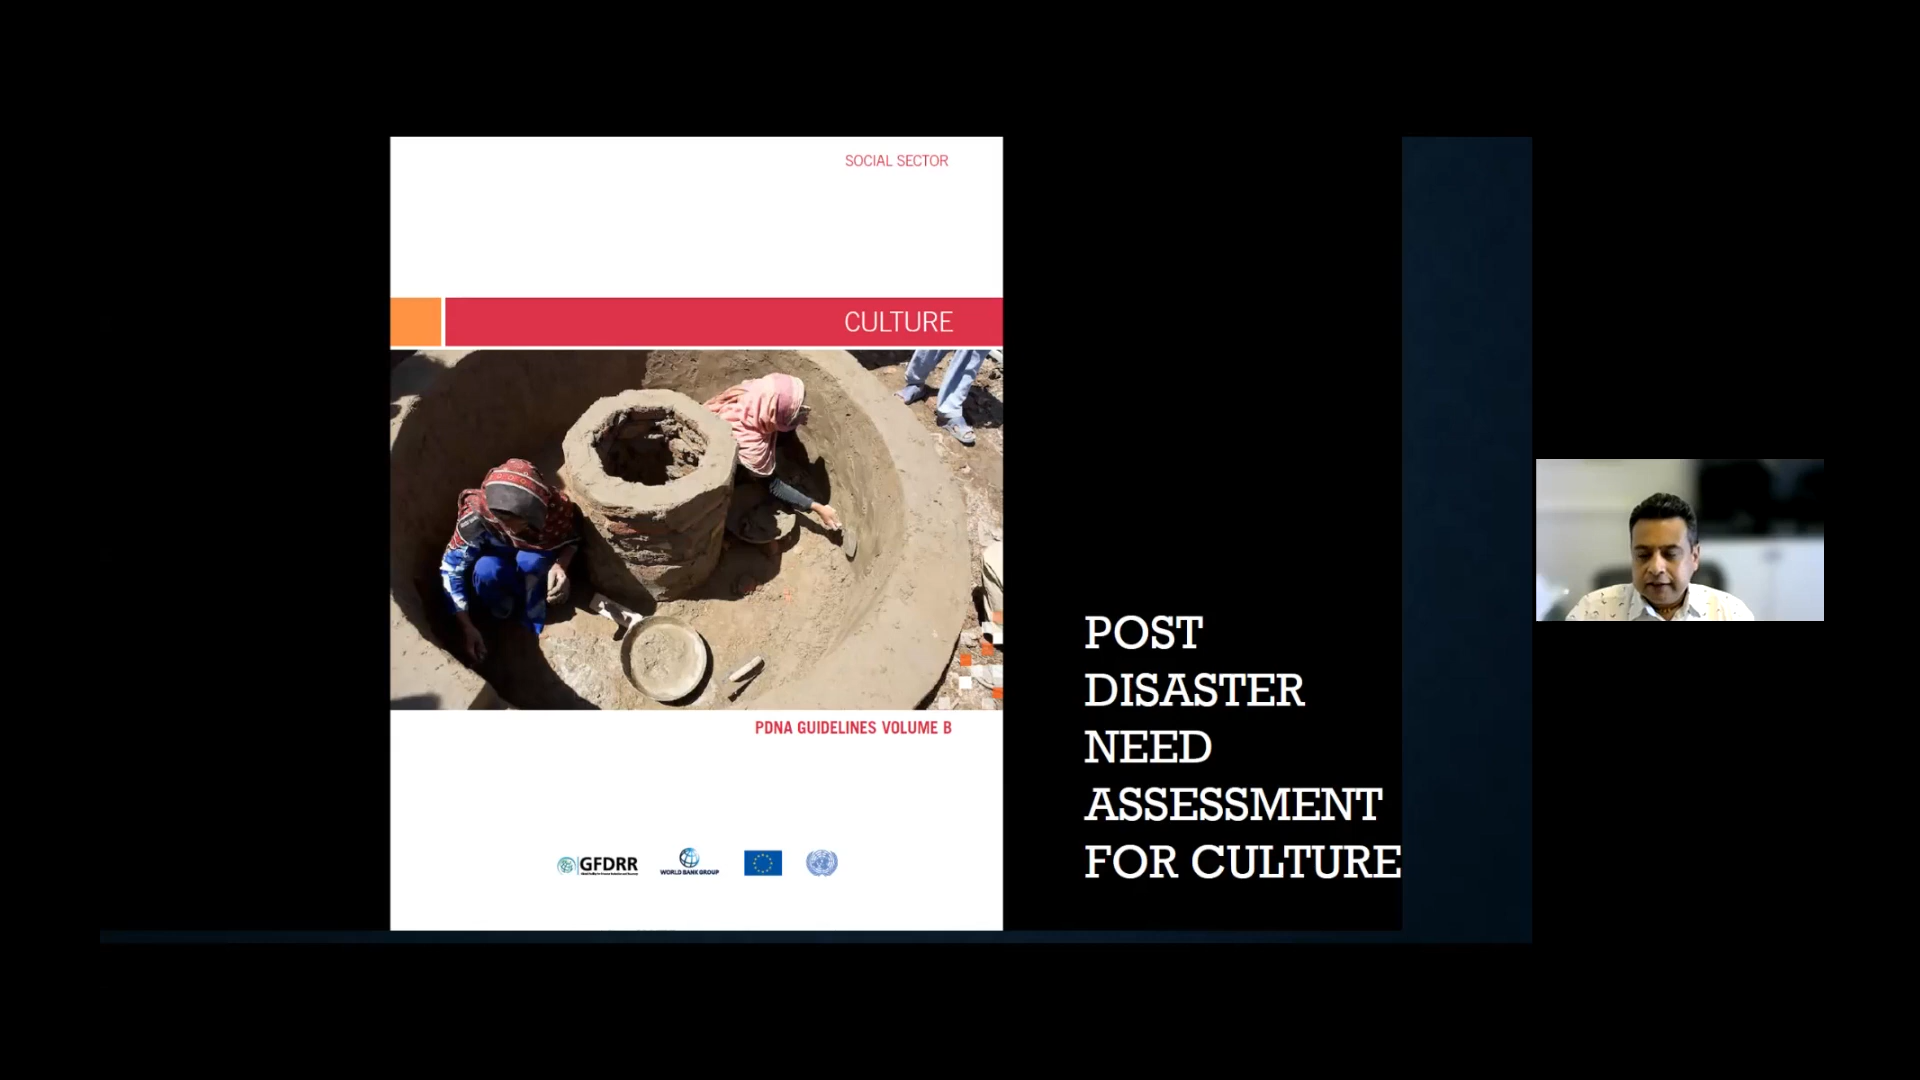 SOCIAL SECTOR
CULTURE
PDNA GUIDELINES VOLUME B
GFDRR
WORLD BANK GROUP
POST
DISASTER
NEED
ASSESSMENT
FOR CULTURE